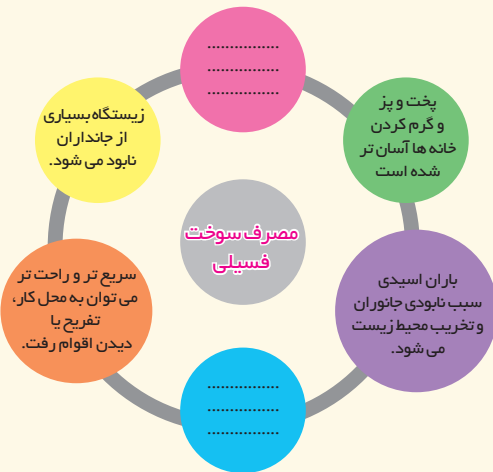 ................
................
................
پخت و پز
و گرم کردن
خانه ها آسان تر
شده است
زیستگاه بسیاری
از جانداران
نابود می شود.
مصرف سوخت
فسیلی
باران اسیدی
سبب نابودی جانوران
و تخریب محیط زیست
می شود.
سریع تر و راحت تر
می توان به محل کار،
تفریح یا
دیدن اقوام رفت.
................
................
................